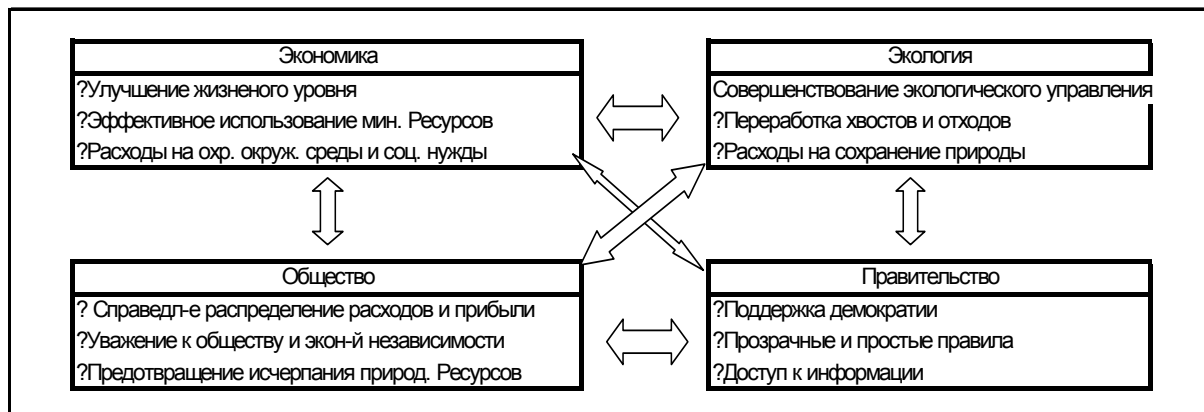 Экономика
?Улучшение жизненого уровня
?Эффективное использование мин. Ресурсов
?Расходы на охр. окруж. среды и соц. нужды
Экология
Совершенствование экологического управления
?Переработка хвостов и отходов
?Расходы на сохранение природы
Общество
? Справедл-е распределение расходов и прибыли
?Уважение к обществу и экон-й независимости
?Предотвращение исчерпания природ. Ресурсов
Правительство
?Поддержка демократии
?Прозрачные и простые правила
?Доступ к информации